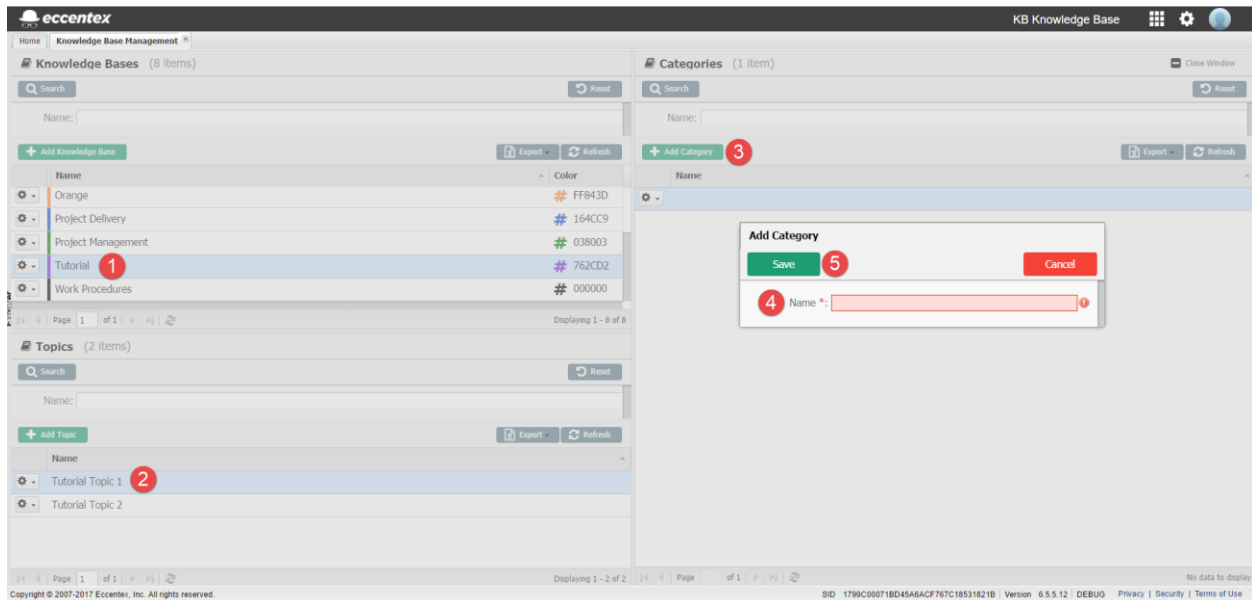 eccentex
KB Knowledge Base
Home
Knowledge Base Management
Knowledge Bases (8 items)
Search
Reset
Name:
Add Knowledge Base
Export
Refresh
Name
Color
Orange
# FF843D
Project Delivery
# 164CC9
Project Management
# 038003
Tutorial
1
# 762CD2
Work Procedures
# 000000
Page 1 of 1
Displaying 1 - 8 of 8
Topics (2 items)
Search
Reset
Name:
Add Topic
Export
Refresh
Name
Tutorial Topic 1
2
Tutorial Topic 2
Page 1 of 1
Displaying 1 - 2 of 2
Categories (1 item)
Close Window
Search
Reset
Name:
Add Category
3
Export
Refresh
Name
Add Category
Save
5
Cancel
4
Name *:
Page of 1
No data to display
Copyright © 2007-2017 Eccentex, Inc. All rights reserved.
SID 1799C00071BD45A6ACF767C18531821B Version 6.5.5.12 DEBUG Privacy | Security | Terms of Use